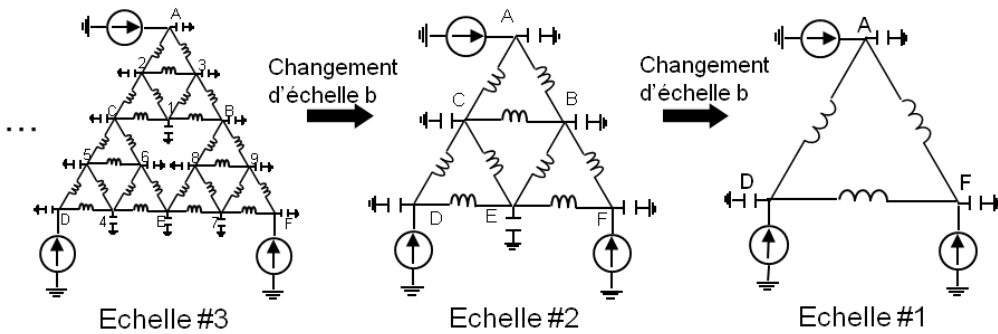 A
2 3
C 1 B
5 6 8 9
D 4 E 7 F
...
Echelle #3
Changement
d'échelle b
A
C B
D E F
Echelle #2
Changement
d'échelle b
A
D F
Echelle #1